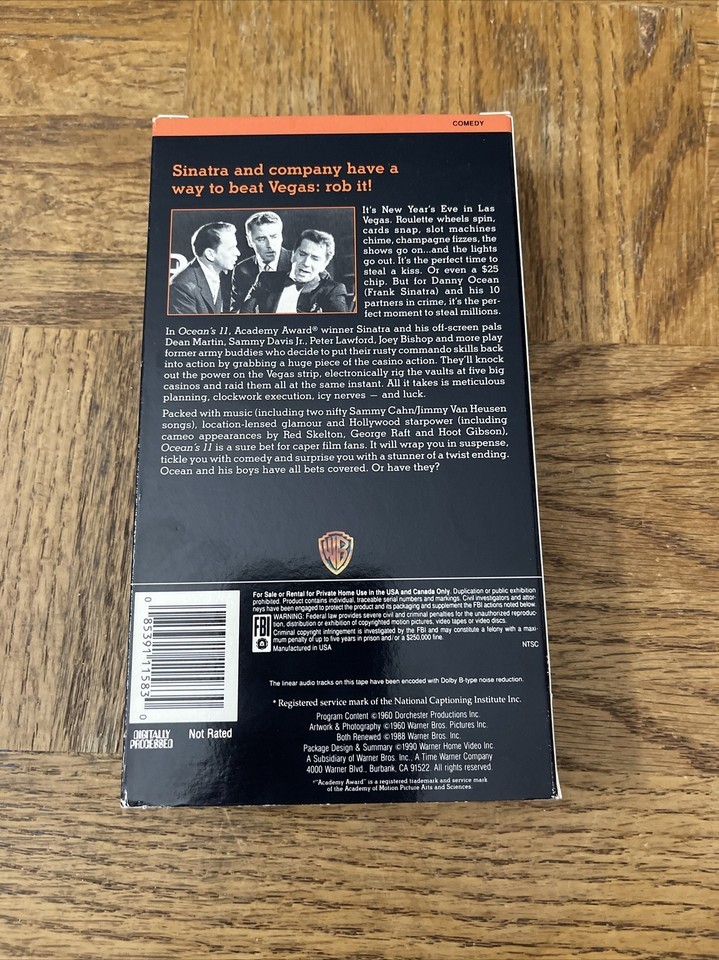 COMEDY
Sinatra and company have a
way to beat Vegas: rob it!
It's New Year's Eve in Las
Vegas. Roulette wheels spin,
cards snap, slot machines
chime, champagne fizzes, the
shows go on...and the lights
go out. It's the perfect time to
steal a kiss. Or even a $25
chip. But for Danny Ocean
(Frank Sinatra) and his 10
partners in crime, it's the per-
fect moment to steal millions.
In Ocean's 11, Academy Award® winner Sinatra and his off-screen pals
Dean Martin, Sammy Davis Jr., Peter Lawford, Joey Bishop and more play
former army buddies who decide to put their rusty commando skills back
into action by grabbing a huge piece of the casino action. They'll knock
out the power on the Vegas strip, electronically rig the vaults at five big
casinos and raid them all at the same instant. All it takes is meticulous
planning, clockwork execution, icy nerves — and luck.
Packed with music (including two nifty Sammy Cahn/Jimmy Van Heusen
songs), location-lensed glamour and Hollywood starpower (including
cameo appearances by Red Skelton, George Raft and Hoot Gibson),
Ocean's 11 is a sure bet for caper film fans. It will wrap you in suspense,
tickle you with comedy and surprise you with a stunner of a twist ending.
Ocean and his boys have all bets covered. Or have they?
WB
For Sale or Rental for Private Home Use in the USA and Canada Only. Duplication or public exhibition
prohibited. Product contains individual, traceable serial numbers and markings. Civil investigators and attor-
neys have been engaged to protect the product and its packaging and supplement the FBI actions noted below.
FBI
WARNING: Federal law provides severe civil and criminal penalties for the unauthorized reproduc-
tion, distribution or exhibition of copyrighted motion pictures, video tapes or video discs.
Criminal copyright infringement is investigated by the FBI and may constitute a felony with a maxi-
mum penalty of up to five years in prison and/or a $250,000 fine.
Manufactured in USA
NTSC
0 85391 11583 0
The linear audio tracks on this tape have been encoded with Dolby B-type noise reduction.
* Registered service mark of the National Captioning Institute Inc.
DIGITALLY
PROCESSED
Not Rated
Program Content ©1960 Dorchester Productions Inc.
Artwork & Photography ©1960 Warner Bros. Pictures Inc.
Both Renewed ©1988 Warner Bros. Inc.
Package Design & Summary ©1990 Warner Home Video Inc.
A Subsidiary of Warner Bros. Inc., A Time Warner Company
4000 Warner Blvd., Burbank, CA 91522. All rights reserved.
®"Academy Award" is a registered trademark and service mark
of the Academy of Motion Picture Arts and Sciences.